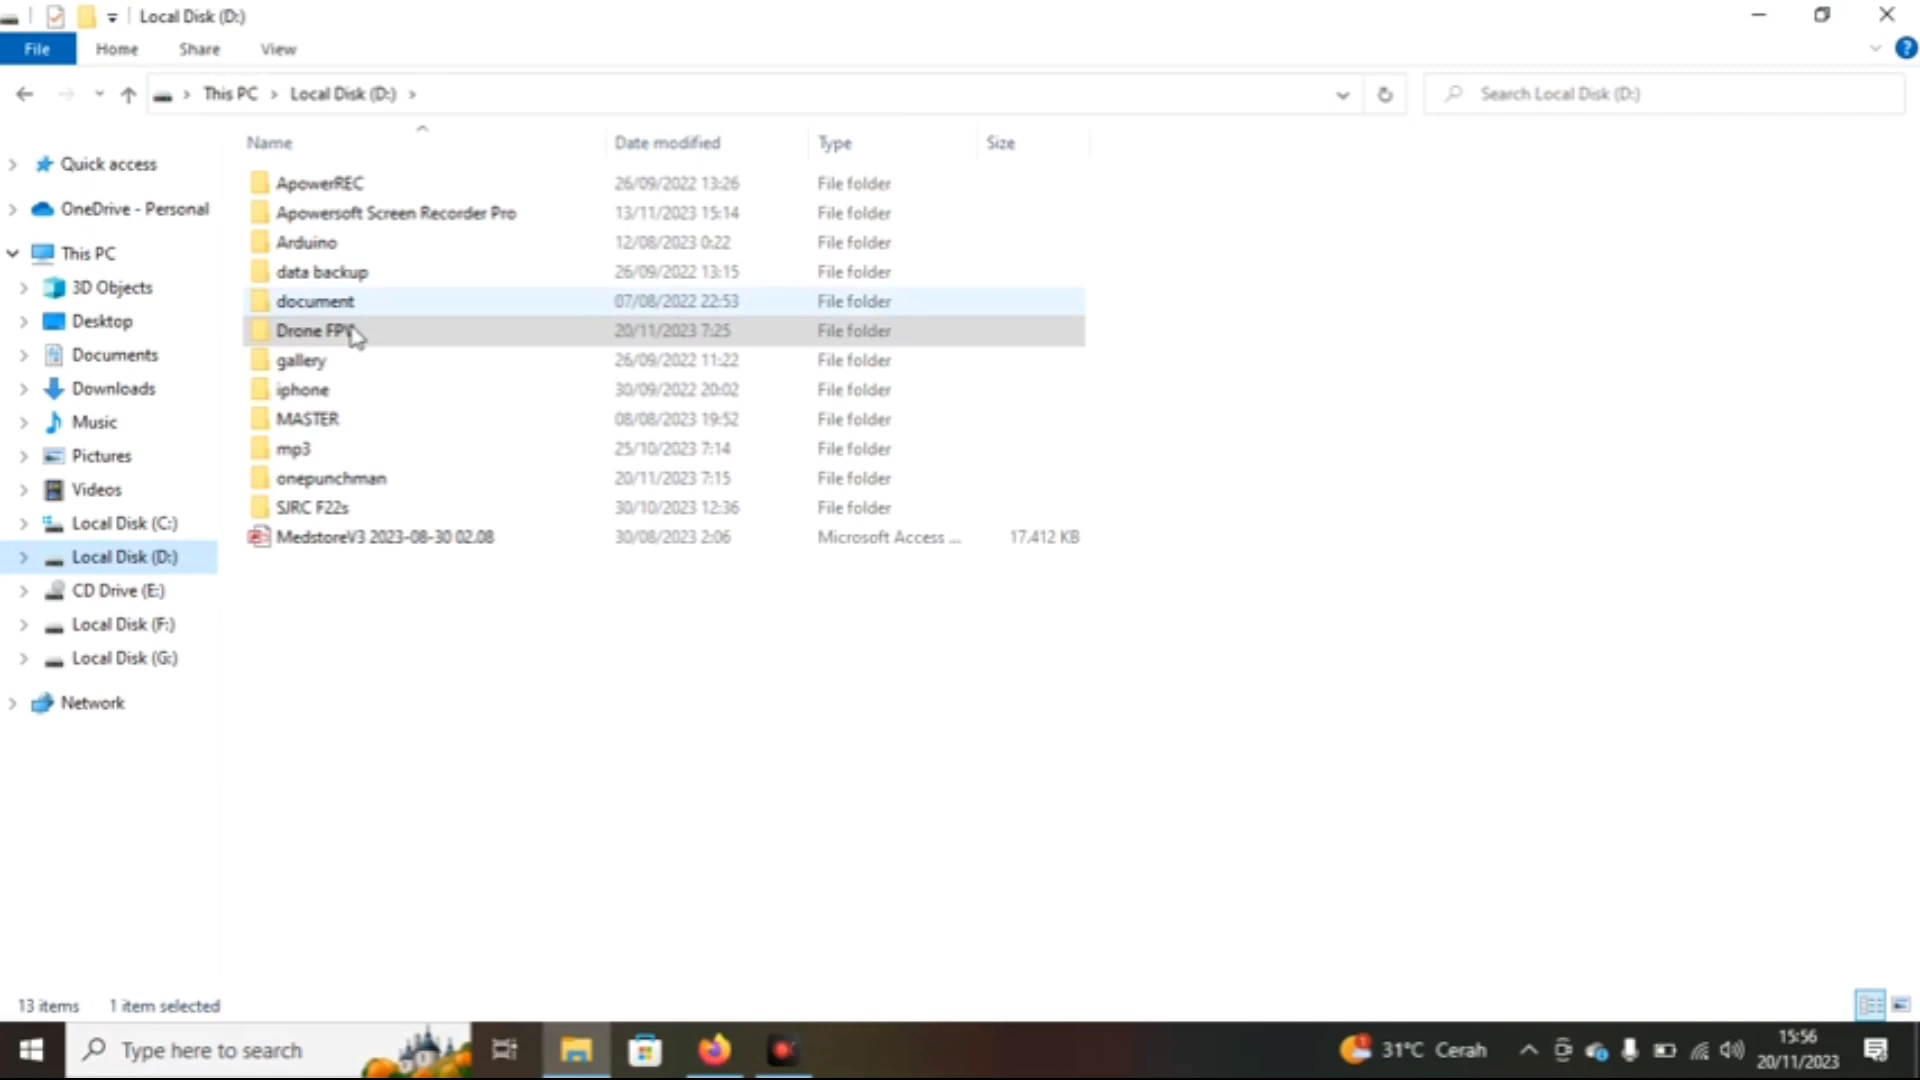 Local Disk (D:)
File Home Share View
This PC Local Disk (D:) Search Local Disk (D:)
Name Date modified Type Size
Quick access
OneDrive - Personal
This PC
3D Objects
Desktop
Documents
Downloads
Music
Pictures
Videos
Local Disk (C:)
Local Disk (D:)
CD Drive (E:)
Local Disk (F:)
Local Disk (G:)
Network
ApowerREC 26/09/2022 13:26 File folder
Apowersoft Screen Recorder Pro 13/11/2023 15:14 File folder
Arduino 12/08/2023 0:22 File folder
data backup 26/09/2022 13:15 File folder
document 07/08/2022 22:53 File folder
Drone FPV 20/11/2023 7:25 File folder
gallery 26/09/2022 11:22 File folder
iphone 30/09/2022 20:02 File folder
MASTER 08/08/2023 19:52 File folder
mp3 25/10/2023 7:14 File folder
onepunchman 20/11/2023 7:15 File folder
SJRC F22s 30/10/2023 12:36 File folder
MedstoreV3 2023-08-30 02.08 30/08/2023 2:06 Microsoft Access ... 17.412 KB
13 items 1 item selected
Type here to search
31°C Cerah
15:56
20/11/2023